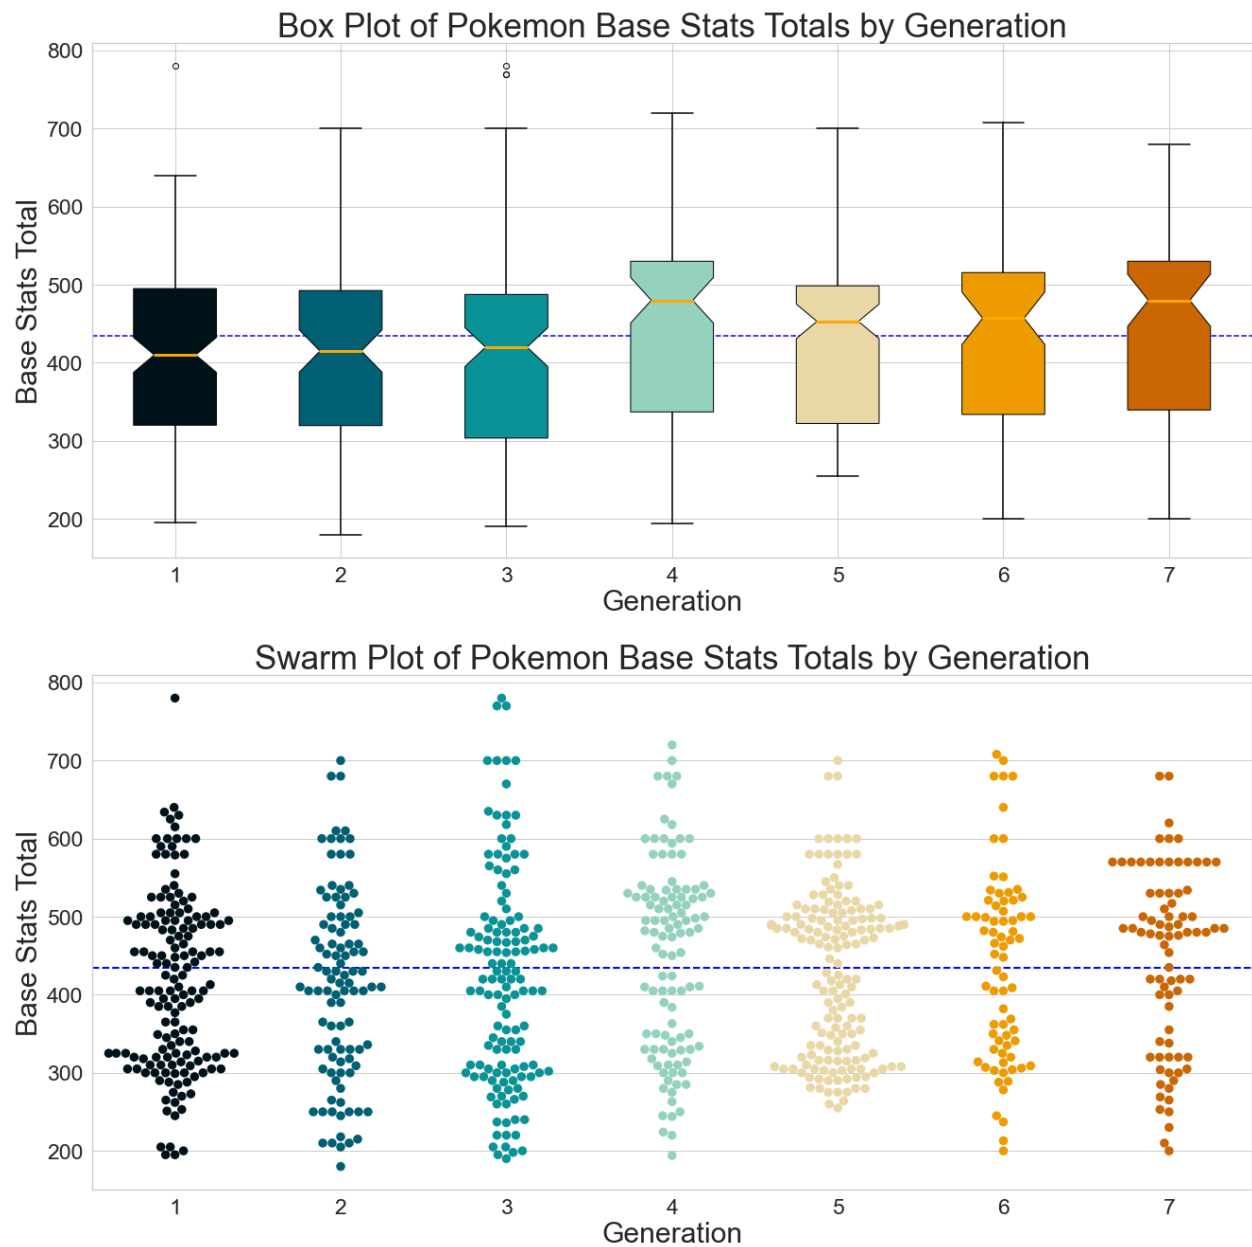 Box Plot of Pokemon Base Stats Totals by Generation
800
700
600
500
400
300
200
Base Stats Total
1 2 3 4 5 6 7
Generation
Swarm Plot of Pokemon Base Stats Totals by Generation
800
700
600
500
400
300
200
Base Stats Total
1 2 3 4 5 6 7
Generation